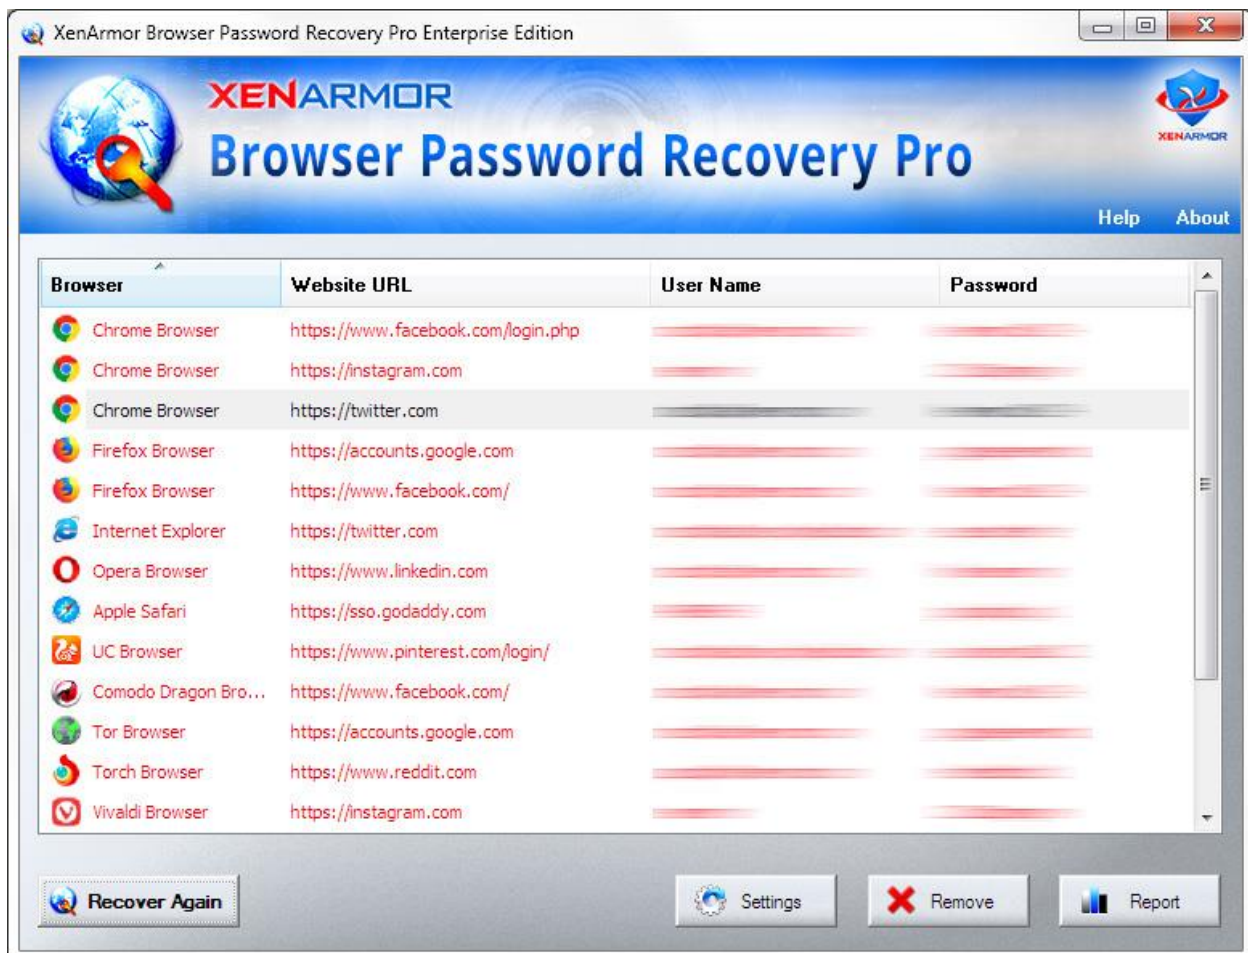 XenArmor Browser Password Recovery Pro Enterprise Edition
XENARMOR
Browser Password Recovery Pro
XENARMOR
Help About
Browser Website URL User Name Password
Chrome Browser https://www.facebook.com/login.php
Chrome Browser https://instagram.com
Chrome Browser https://twitter.com
Firefox Browser https://accounts.google.com
Firefox Browser https://www.facebook.com/
Internet Explorer https://twitter.com
Opera Browser https://www.linkedin.com
Apple Safari https://sso.godaddy.com
UC Browser https://www.pinterest.com/login/
Comodo Dragon Bro... https://www.facebook.com/
Tor Browser https://accounts.google.com
Torch Browser https://www.reddit.com
Vivaldi Browser https://instagram.com
Recover Again Settings Remove Report